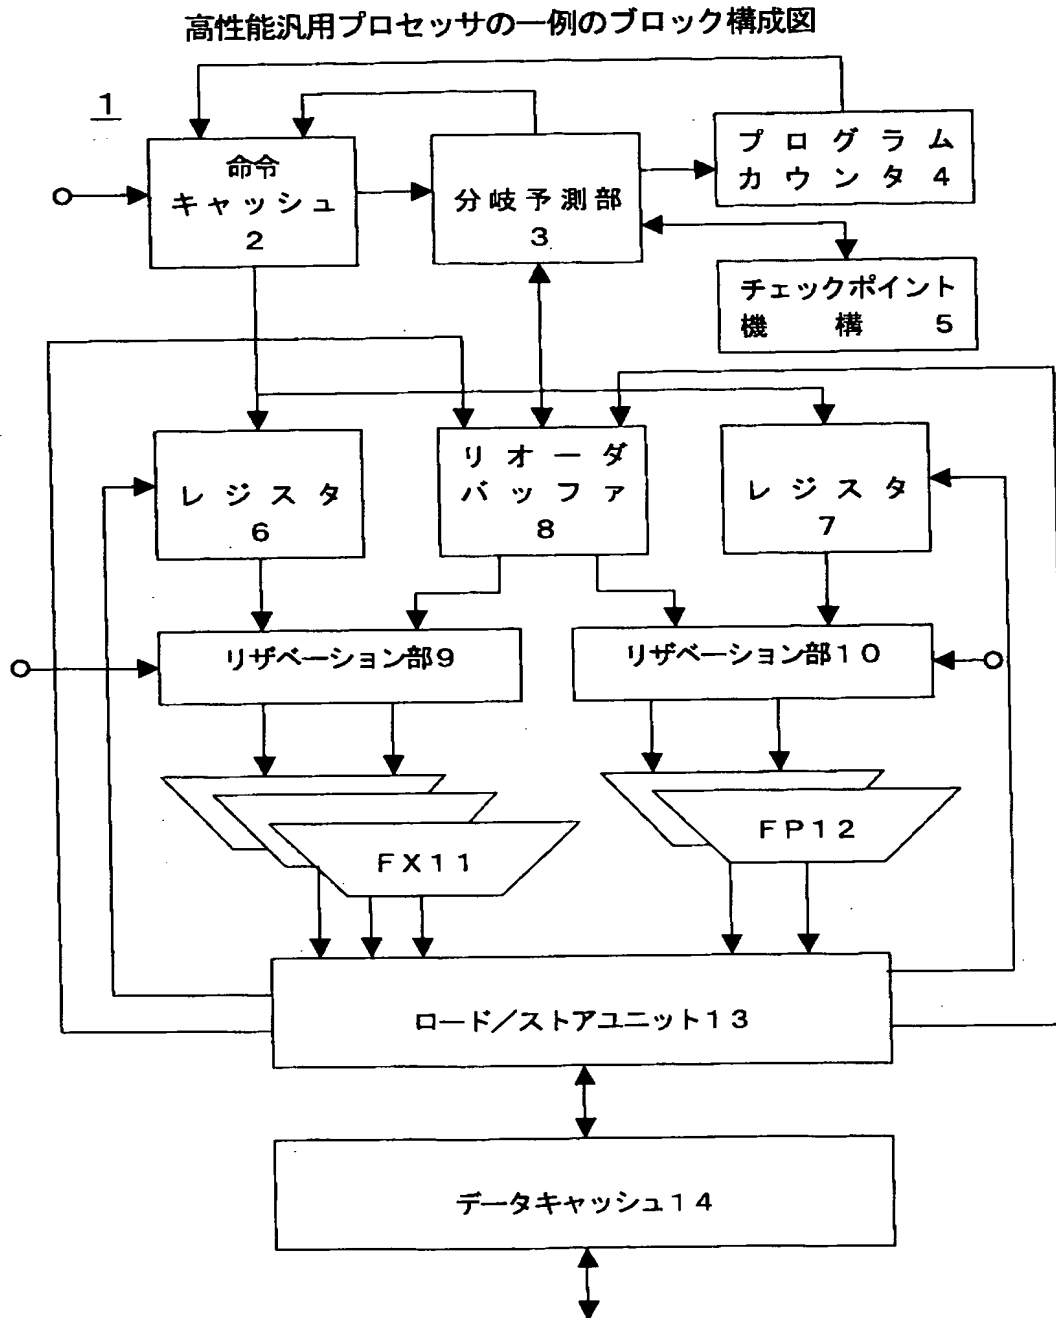 高性能汎用プロセッサの一例のブロック構成図
1
命令
キャッシュ
2
分岐予測部
3
プログラム
カウンタ4
チェックポイント
機構5
レジスタ
6
リオーダ
バッファ
8
レジスタ
7
リザベーション部9
リザベーション部10
FX11
FP12
ロード/ストアユニット13
データキャッシュ14